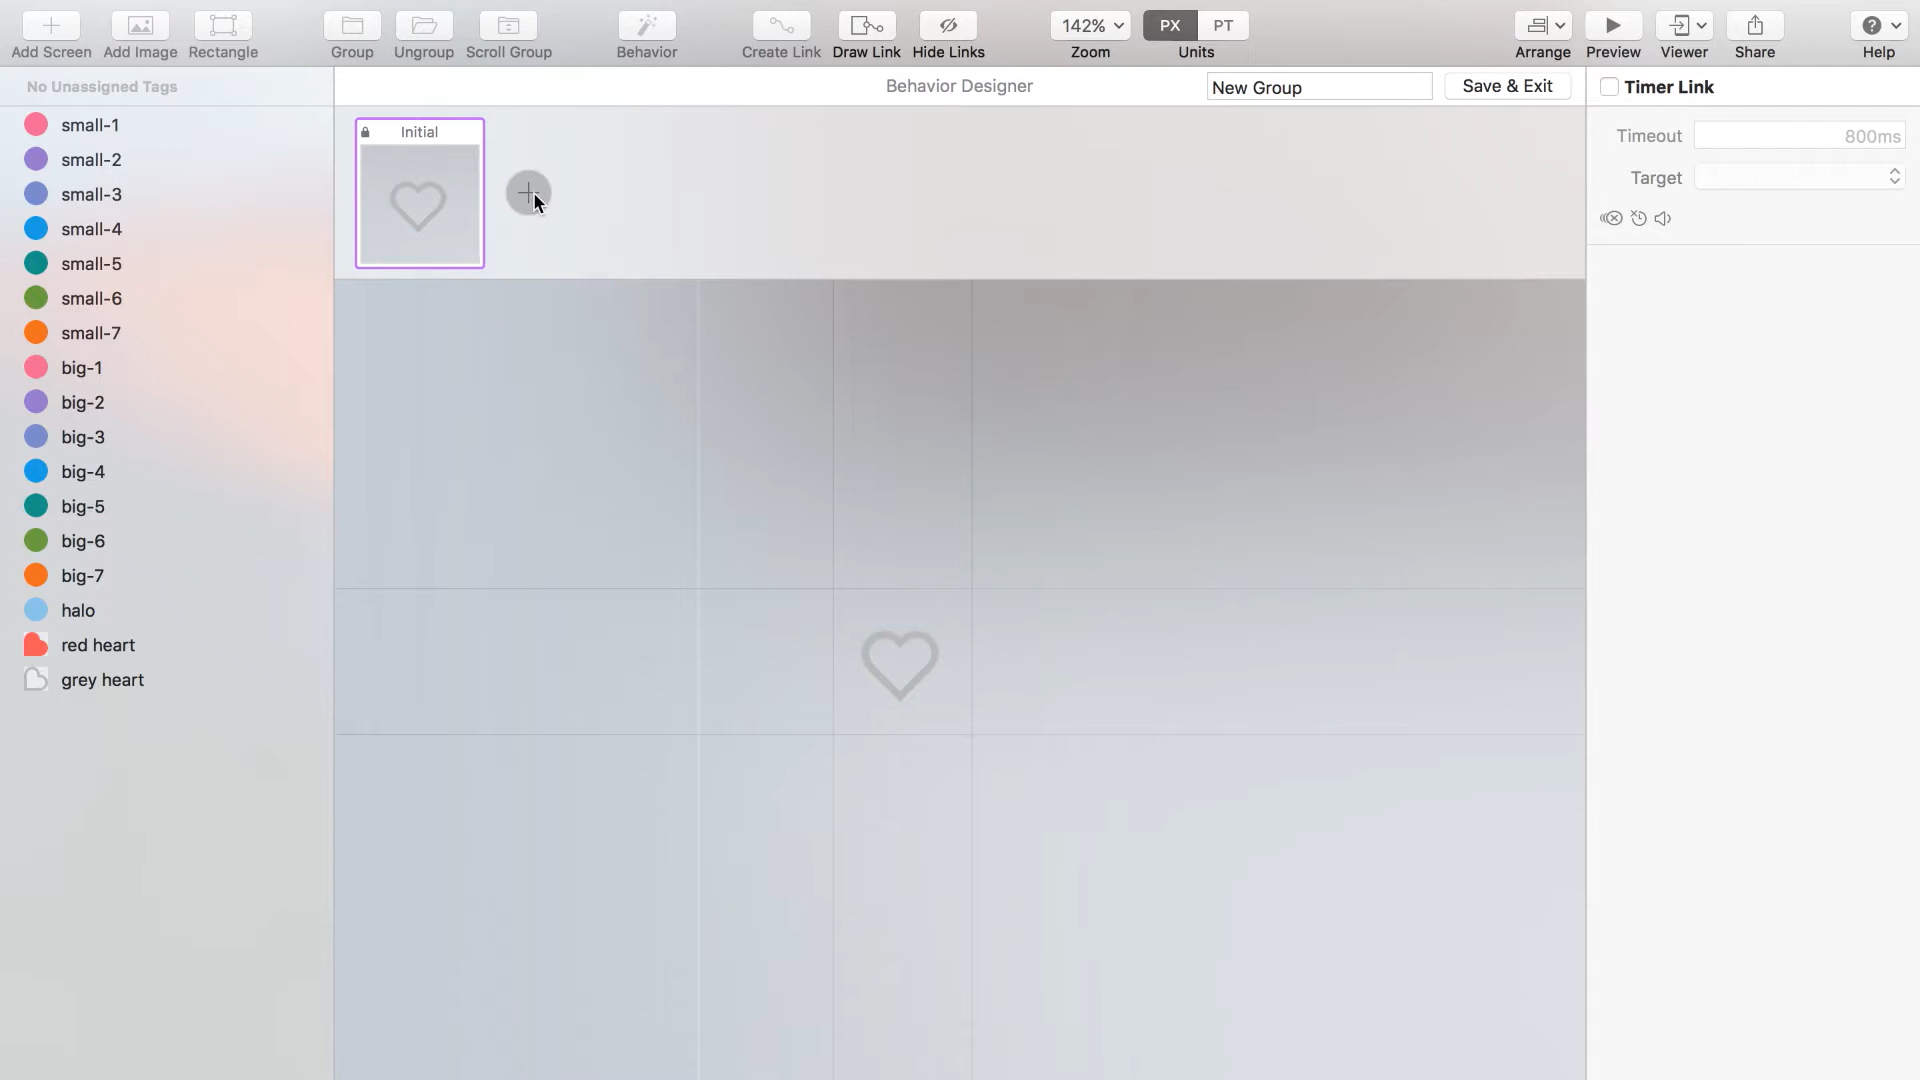 Add Screen Add Image Rectangle Group Ungroup Scroll Group Behavior Create Link Draw Link Hide Links 142% Zoom PX PT Units Arrange Preview Viewer Share Help
No Unassigned Tags
Behavior Designer
New Group
Save & Exit
Timer Link
Initial
Timeout 800ms
Target
small-1
small-2
small-3
small-4
small-5
small-6
small-7
big-1
big-2
big-3
big-4
big-5
big-6
big-7
halo
red heart
grey heart